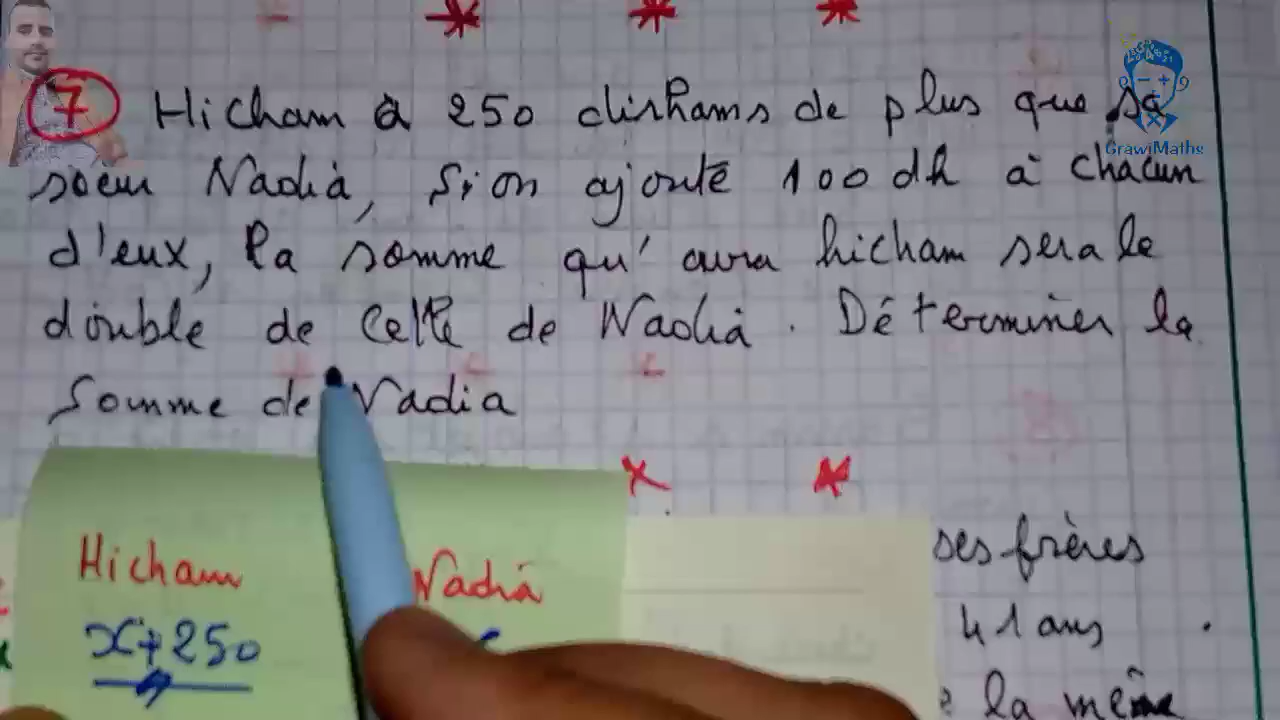 7 Hicham a 250 dirhams de plus que sa
soeur Nadia, si on ajoute 100 dh à chacun
d'eux, la somme qu'aura hicham sera le
double de celle de Nadia. Déterminer la
Somme de Nadia
GrawiMaths
Hicham Nadia
x+250
ses frères
41 ans .
la même